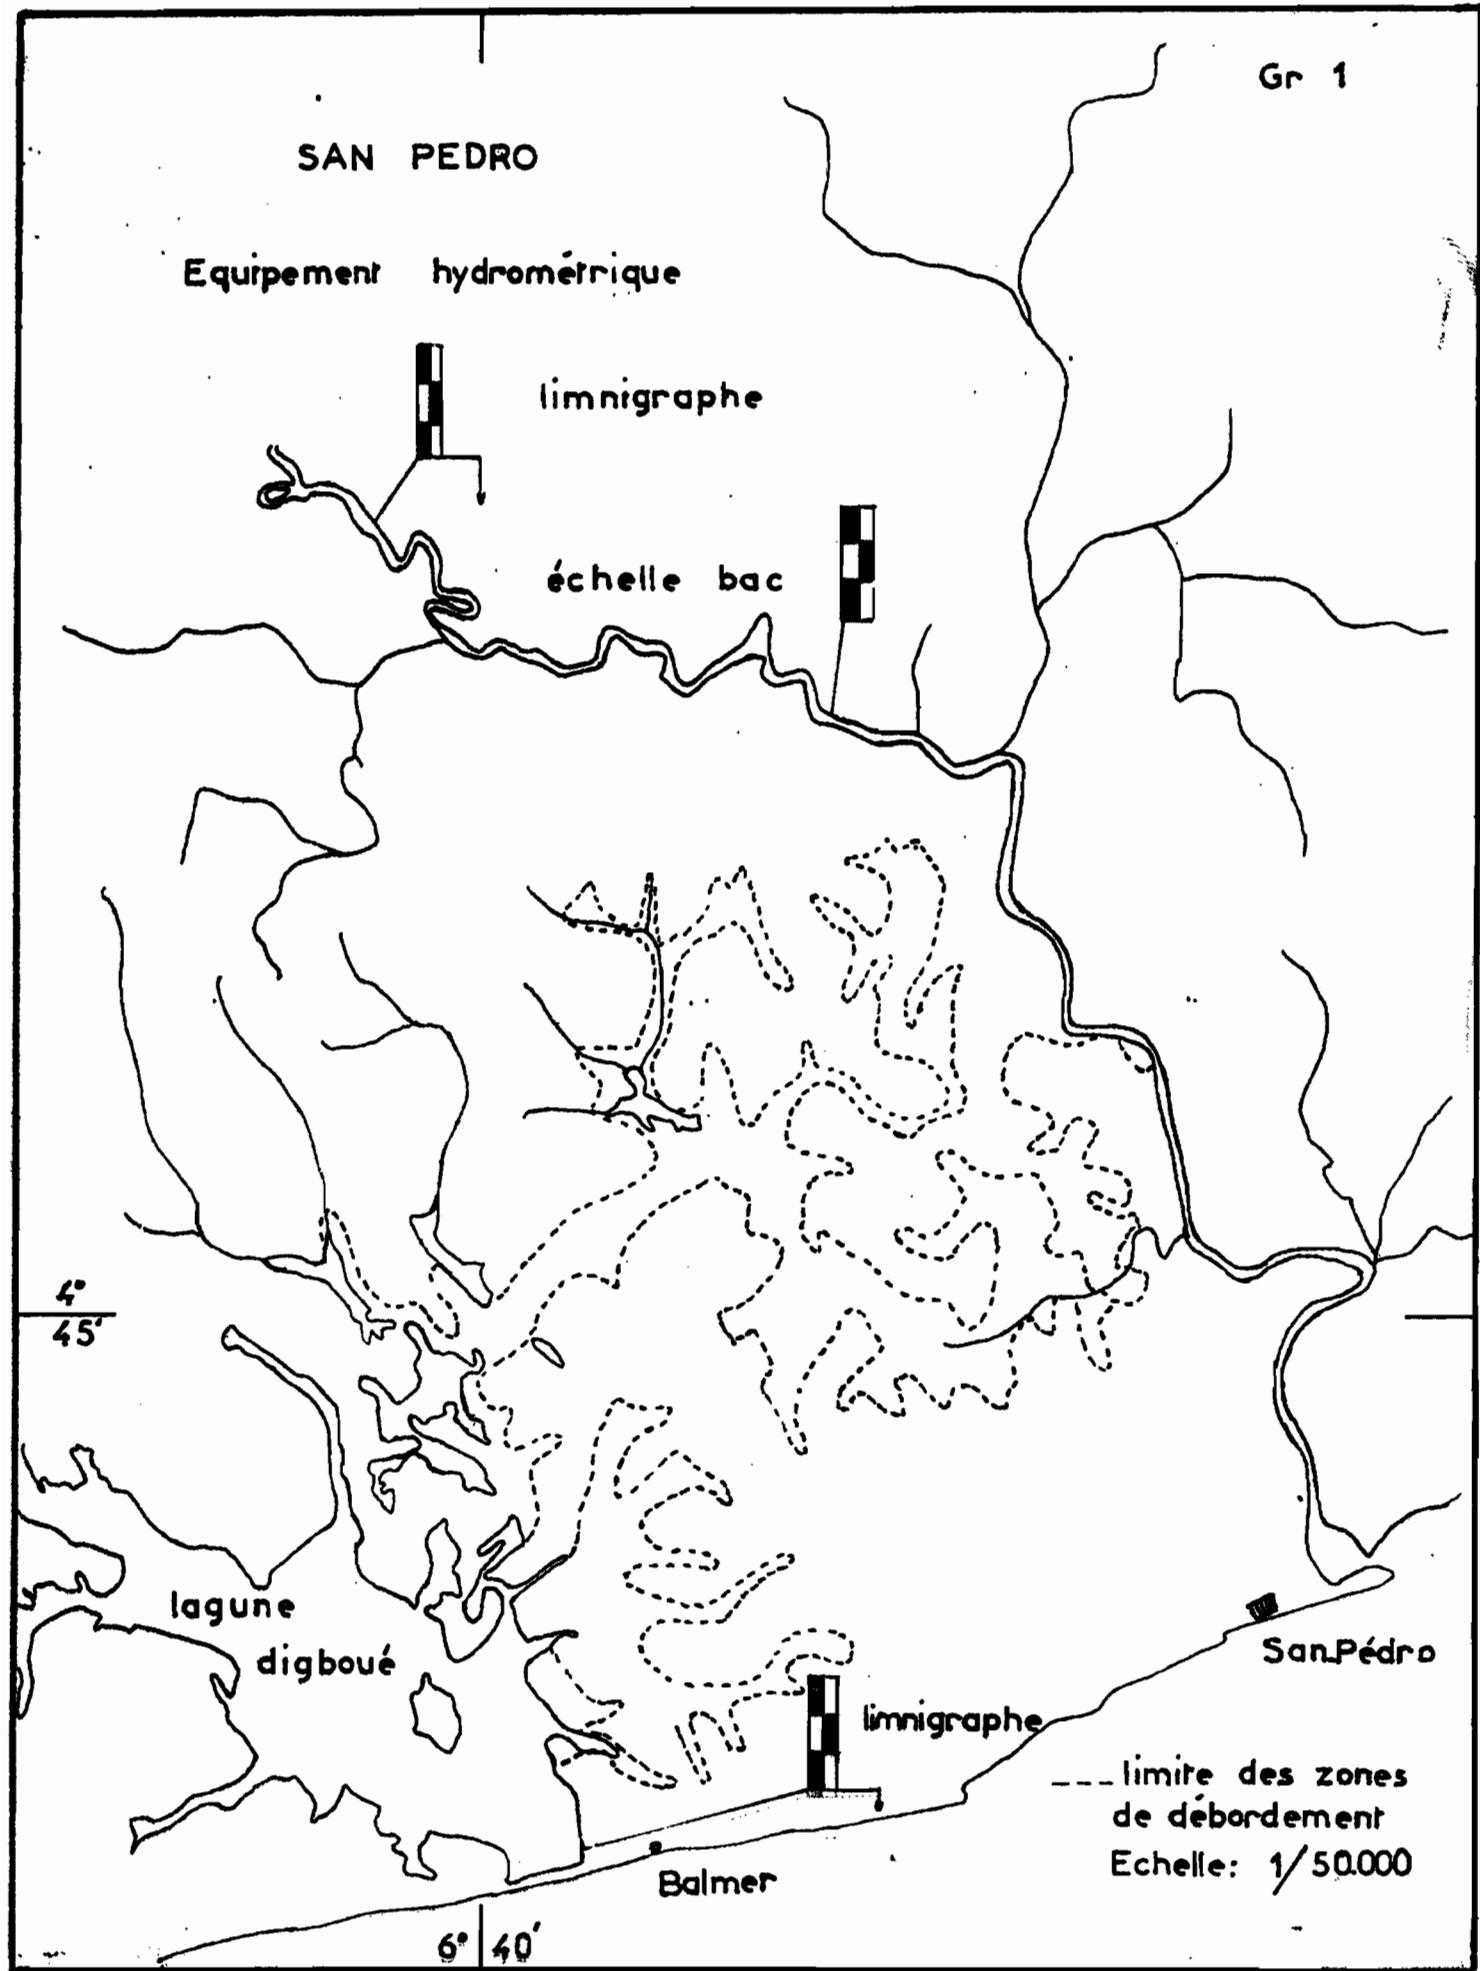 Gr 1
SAN PEDRO
Equipement hydrométrique
limnigraphe
échelle bac
4°
45'
lagune
digboué
San-Pédro
limnigraphe
--- limite des zones
de débordement
Echelle: 1/50.000
Balmer
6° 40'